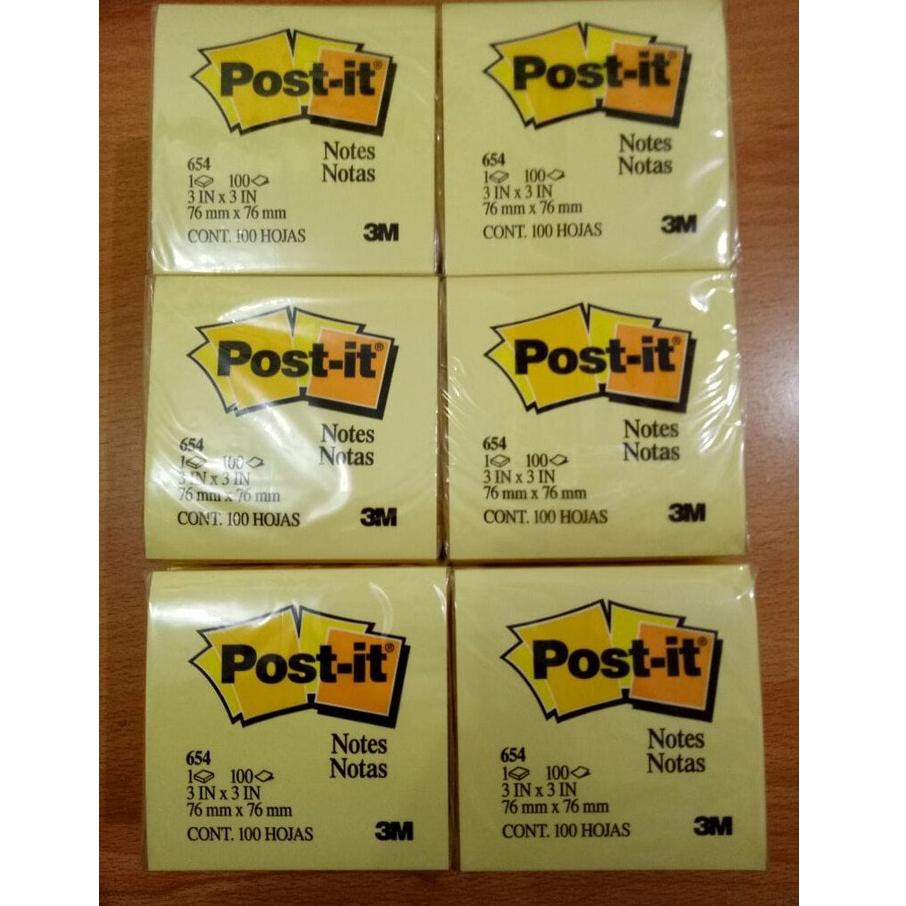 Post-it®
Notes
Notas
654
1 100
3 IN x 3 IN
76 mm x 76 mm
CONT. 100 HOJAS
3M
Post-it®
Notes
Notas
654
1 100
3 IN x 3 IN
76 mm x 76 mm
CONT. 100 HOJAS
3M
Post-it®
Notes
Notas
654
1 100
3 IN x 3 IN
76 mm x 76 mm
CONT. 100 HOJAS
3M
Post-it®
Notes
Notas
654
1 100
3 IN x 3 IN
76 mm x 76 mm
CONT. 100 HOJAS
3M
Post-it®
Notes
Notas
654
1 100
3 IN x 3 IN
76 mm x 76 mm
CONT. 100 HOJAS
3M
Post-it®
Notes
Notas
654
1 100
3 IN x 3 IN
76 mm x 76 mm
CONT. 100 HOJAS
3M